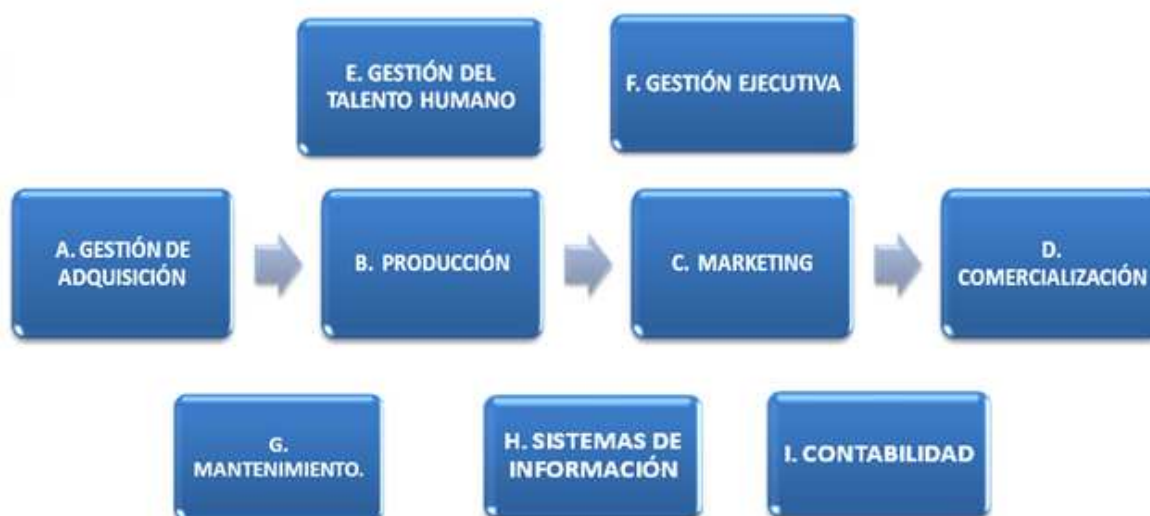 E. GESTIÓN DEL
TALENTO HUMANO
F. GESTIÓN EJECUTIVA
A. GESTIÓN DE
ADQUISICIÓN
B. PRODUCCIÓN
C. MARKETING
D.
COMERCIALIZACIÓN
G.
MANTENIMIENTO.
H. SISTEMAS DE
INFORMACIÓN
I. CONTABILIDAD